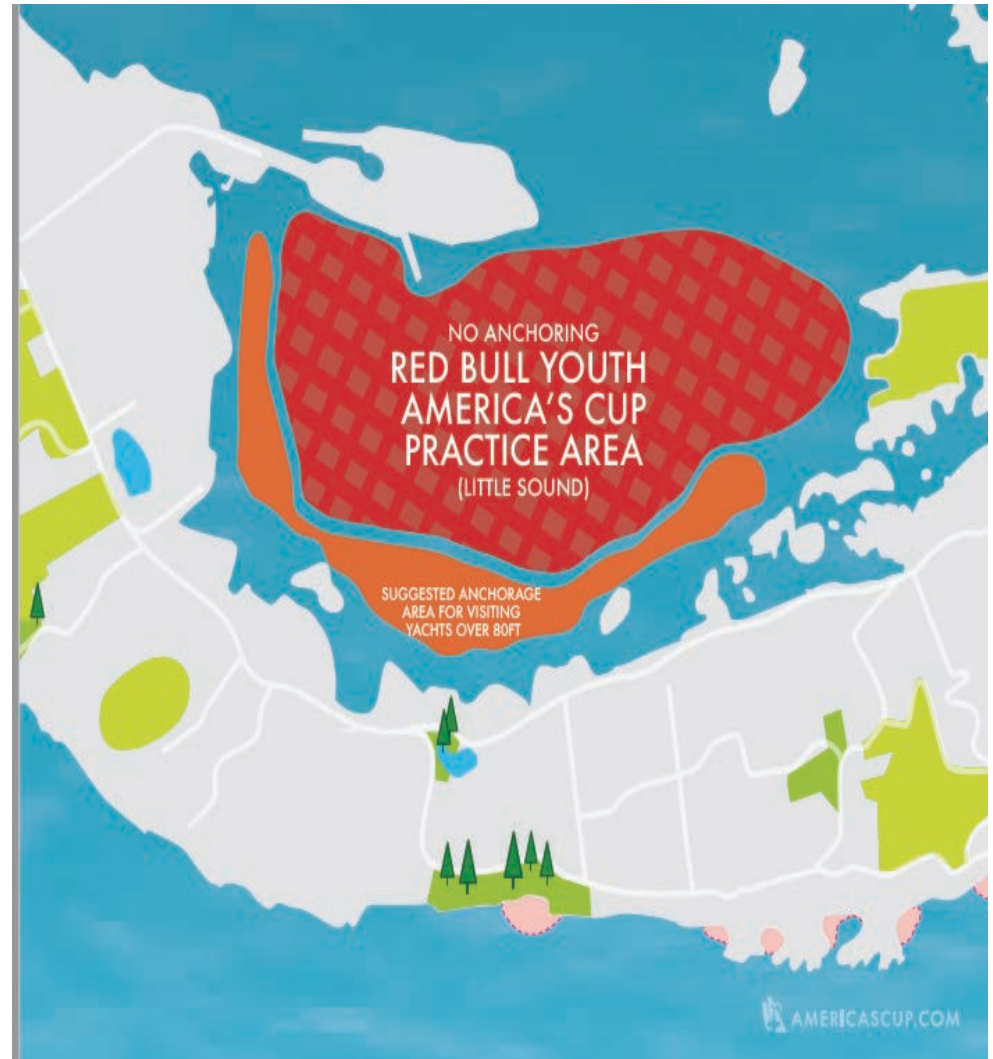 NO ANCHORING
RED BULL YOUTH
AMERICA'S CUP
PRACTICE AREA
(LITTLE SOUND)
SUGGESTED ANCHORAGE
AREA FOR VISITING
YACHTS OVER 80FT
AMERICASCUP.COM